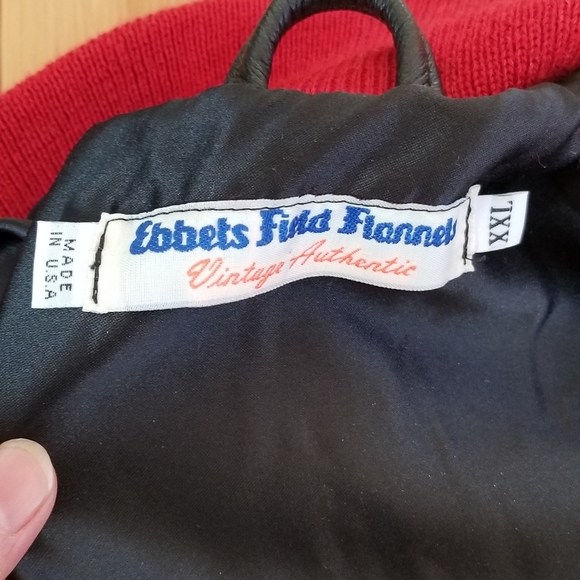 Ebbets Field Flannels
Vintage Authentic
MADE
IN U.S.A
XXL